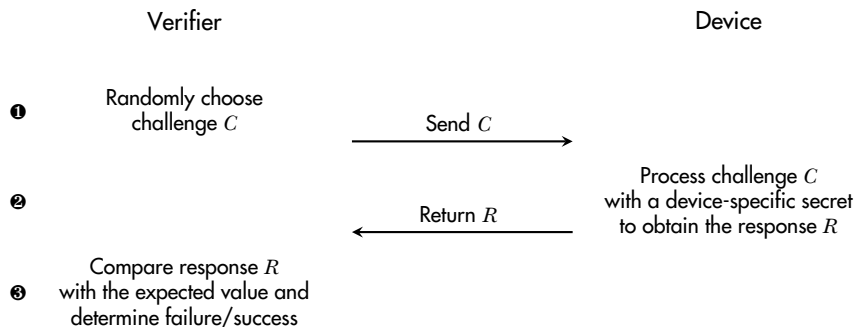 Verifier
Device
❶
Randomly choose
challenge C
Send C
❷
Process challenge C
with a device-specific secret
to obtain the response R
Return R
❸
Compare response R
with the expected value and
determine failure/success